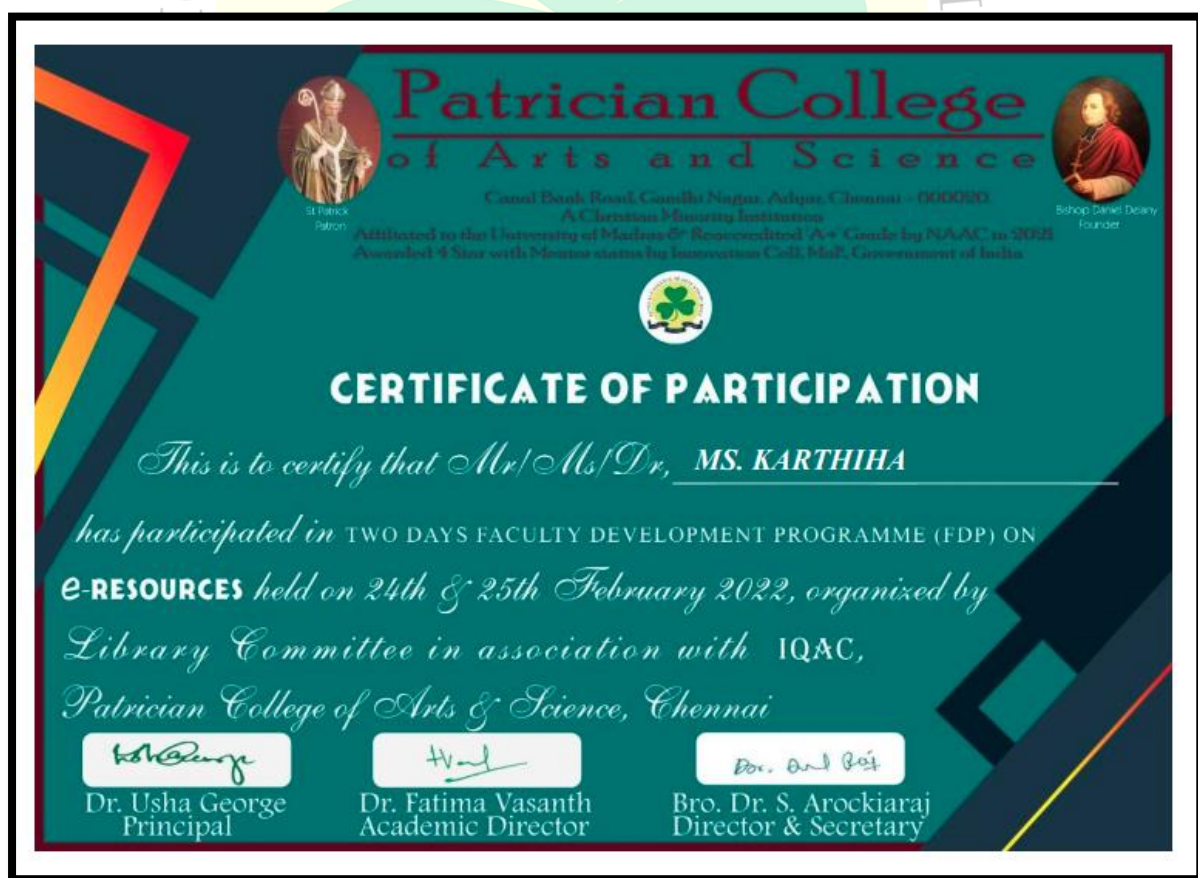 Patrician College
of Arts and Science
Canal Bank Road, Gandhi Nagar, Adyar, Chennai - 600020.
A Christian Minority Institution
Affiliated to the University of Madras & Reaccredited 'A+' Grade by NAAC in 2021
Awarded 4 Star with Mentor status by Innovation Cell, MoE, Government of India
St Patrick
Patron
Bishop Daniel Delany
Founder
CERTIFICATE OF PARTICIPATION
This is to certify that Mr/Ms/Dr, MS. KARTHIHA
has participated in TWO DAYS FACULTY DEVELOPMENT PROGRAMME (FDP) ON
e-RESOURCES held on 24th & 25th February 2022, organized by
Library Committee in association with IQAC,
Patrician College of Arts & Science, Chennai
Dr. Usha George
Principal
Dr. Fatima Vasanth
Academic Director
Bro. Dr. S. Arockiaraj
Director & Secretary